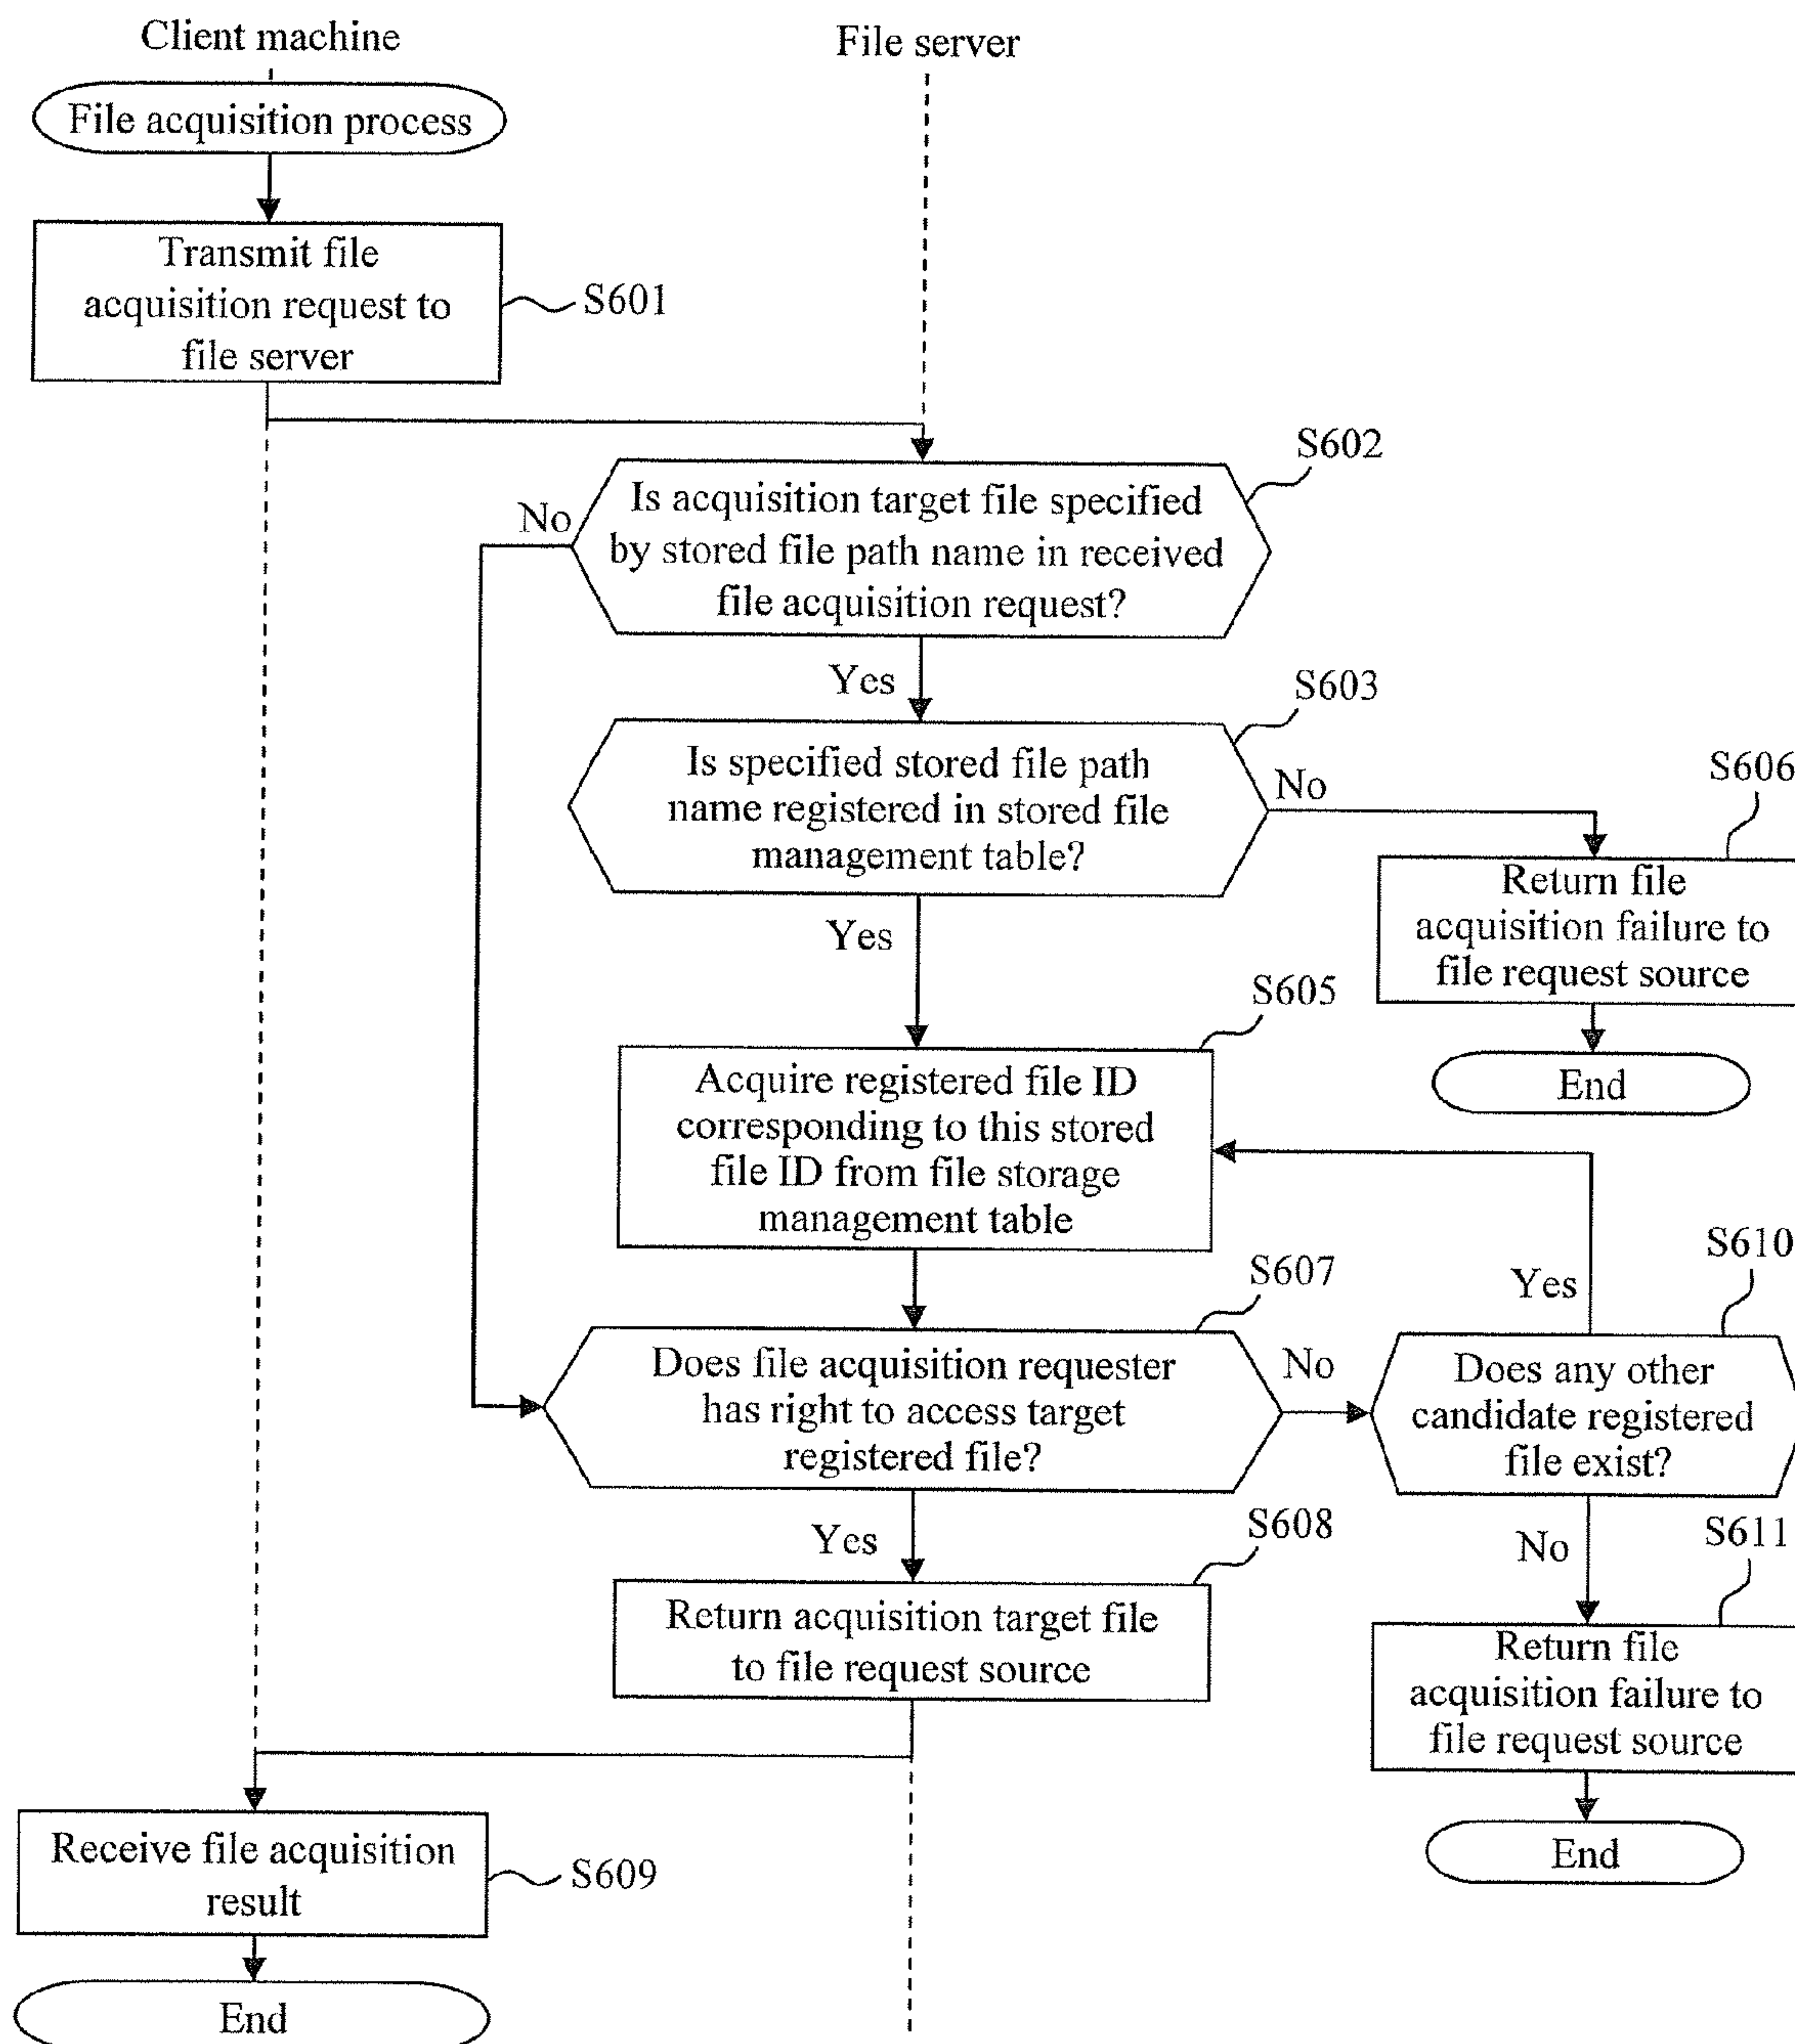 Client machine
File server
File acquisition process
Transmit file
acquisition request to
file server
S601
S602
Is acquisition target file specified
by stored file path name in received
file acquisition request?
No
Yes
S603
Is specified stored file path
name registered in stored file
management table?
No
S606
Return file
acquisition failure to
file request source
End
Yes
S605
Acquire registered file ID
corresponding to this stored
file ID from file storage
management table
S607
Does file acquisition requester
has right to access target
registered file?
No
S610
Yes
Does any other
candidate registered
file exist?
Yes
S608
Return acquisition target file
to file request source
No
S611
Return file
acquisition failure to
file request source
End
Receive file acquisition
result
S609
End